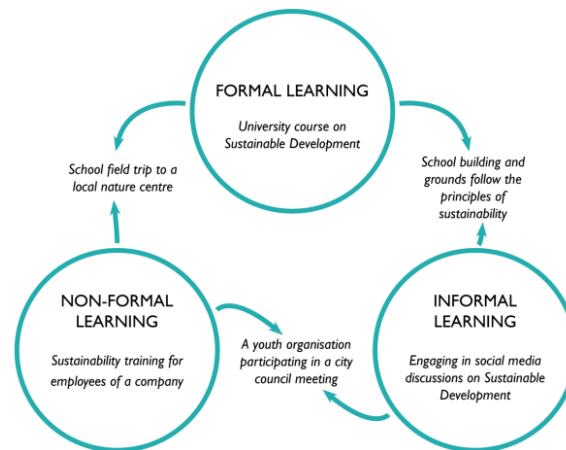 FORMAL LEARNING
University course on
Sustainable Development
School field trip to a
local nature centre
School building and
grounds follow the
principles of
sustainability
NON-FORMAL
LEARNING
Sustainability training for
employees of a company
A youth organisation
participating in a city
council meeting
INFORMAL
LEARNING
Engaging in social media
discussions on Sustainable
Development